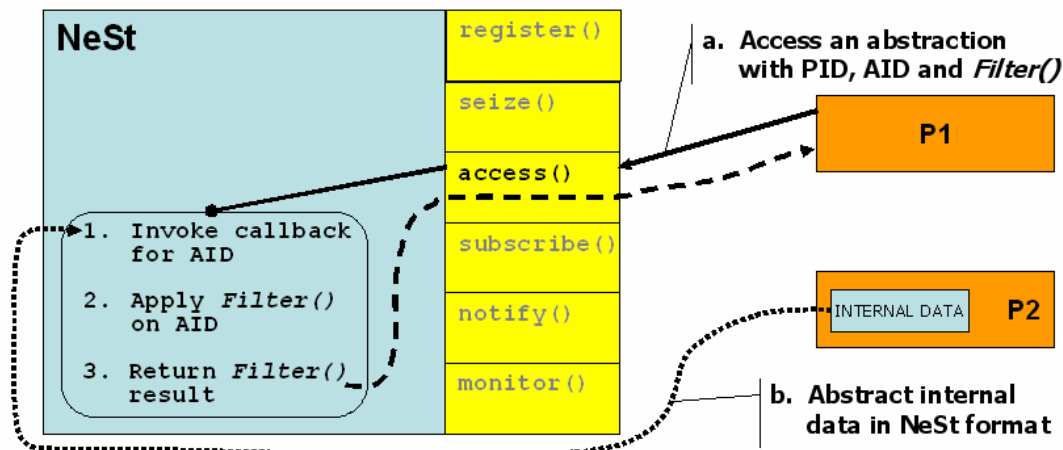 NeSt
register()
seize()
access()
subscribe()
notify()
monitor()
1. Invoke callback
for AID
2. Apply Filter()
on AID
3. Return Filter()
result
a. Access an abstraction
with PID, AID and Filter()
P1
INTERNAL DATA
P2
b. Abstract internal
data in NeSt format